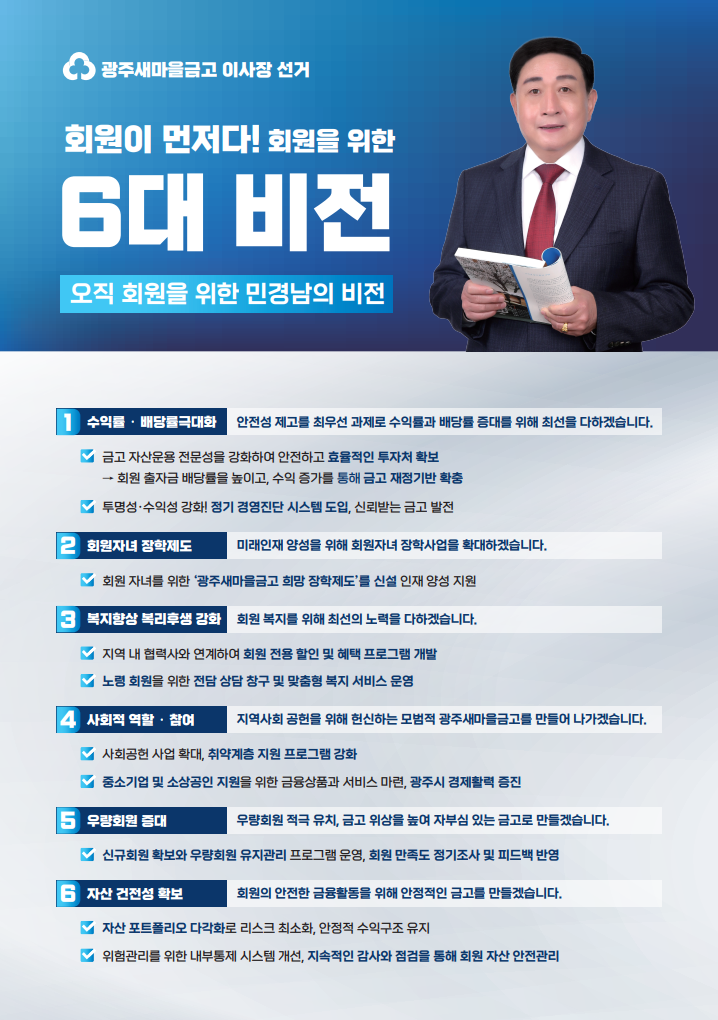 광주새마을금고 이사장 선거
회원이 먼저다! 회원을 위한
6대 비전
오직 회원을 위한 민경남의 비전
1 수익률 · 배당률극대화 안전성 제고를 최우선 과제로 수익률과 배당률 증대를 위해 최선을 다하겠습니다.
금고 자산운용 전문성을 강화하여 안전하고 효율적인 투자처 확보
→ 회원 출자금 배당률을 높이고, 수익 증가를 통해 금고 재정기반 확충
투명성·수익성 강화! 정기 경영진단 시스템 도입, 신뢰받는 금고 발전
2 회원자녀 장학제도 미래인재 양성을 위해 회원자녀 장학사업을 확대하겠습니다.
회원 자녀를 위한 ‘광주새마을금고 희망 장학제도’를 신설 인재 양성 지원
3 복지향상 복리후생 강화 회원 복지를 위해 최선의 노력을 다하겠습니다.
지역 내 협력사와 연계하여 회원 전용 할인 및 혜택 프로그램 개발
노령 회원을 위한 전담 상담 창구 및 맞춤형 복지 서비스 운영
4 사회적 역할 · 참여 지역사회 공헌을 위해 헌신하는 모범적 광주새마을금고를 만들어 나가겠습니다.
사회공헌 사업 확대, 취약계층 지원 프로그램 강화
중소기업 및 소상공인 지원을 위한 금융상품과 서비스 마련, 광주시 경제활력 증진
5 우량회원 증대 우량회원 적극 유치, 금고 위상을 높여 자부심 있는 금고로 만들겠습니다.
신규회원 확보와 우량회원 유지관리 프로그램 운영, 회원 만족도 정기조사 및 피드백 반영
6 자산 건전성 확보 회원의 안전한 금융활동을 위해 안정적인 금고를 만들겠습니다.
자산 포트폴리오 다각화로 리스크 최소화, 안정적 수익구조 유지
위험관리를 위한 내부통제 시스템 개선, 지속적인 감사와 점검을 통해 회원 자산 안전관리